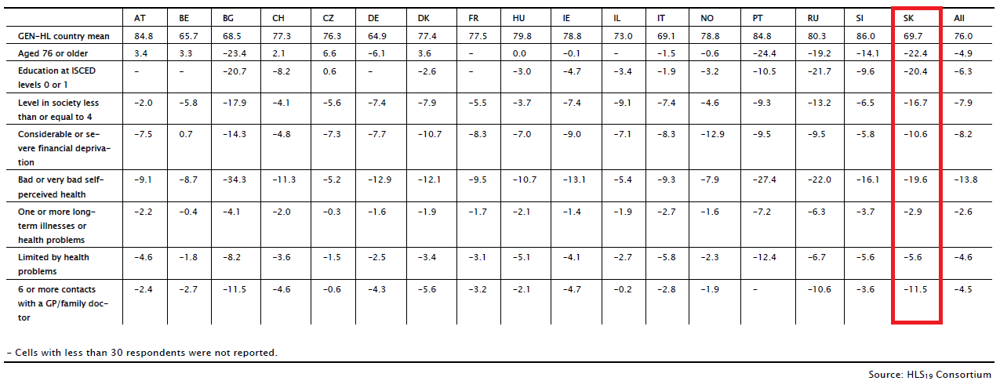 AT BE BG CH CZ DE DK FR HU IE IL IT NO PT RU SI SK All
GEN-HL country mean 84.8 65.7 68.5 77.3 76.3 64.9 77.4 77.5 79.8 78.8 73.0 69.1 78.8 84.8 80.3 86.0 69.7 76.0
Aged 76 or older 3.4 3.3 -23.4 2.1 6.6 -6.1 3.6 - 0.0 -0.1 - -1.5 -0.6 -24.4 -19.2 -14.1 -22.4 -4.9
Education at ISCED - - -20.7 -8.2 0.6 - -2.6 - -3.0 -4.7 -3.4 -1.9 -3.2 -10.5 -21.7 -9.6 -20.4 -6.3
levels 0 or 1
Level in society less -2.0 -5.8 -17.9 -4.1 -5.6 -7.4 -7.9 -5.5 -3.7 -7.4 -9.1 -7.4 -4.6 -9.3 -13.2 -6.5 -16.7 -7.9
than or equal to 4
Considerable or se- -7.5 0.7 -14.3 -4.8 -7.3 -7.7 -10.7 -8.3 -7.0 -9.0 -7.1 -8.3 -12.9 -9.5 -9.5 -5.8 -10.6 -8.2
vere financial depriva-
tion
Bad or very bad self- -9.1 -8.7 -34.3 -11.3 -5.2 -12.9 -12.1 -9.5 -10.7 -13.1 -5.4 -9.3 -7.9 -27.4 -22.0 -16.1 -19.6 -13.8
perceived health
One or more long- -2.2 -0.4 -4.1 -2.0 -0.3 -1.6 -1.9 -1.7 -2.1 -1.4 -1.9 -2.7 -1.6 -7.2 -6.3 -3.7 -2.9 -2.6
term illnesses or
health problems
Limited by health -4.6 -1.8 -8.2 -3.6 -1.5 -2.5 -3.4 -3.1 -5.1 -4.1 -2.7 -5.8 -2.3 -12.4 -6.7 -5.6 -5.6 -4.6
problems
6 or more contacts -2.4 -2.7 -11.5 -4.6 -0.6 -4.3 -5.6 -3.2 -2.1 -4.7 -0.2 -2.8 -1.9 - -10.6 -3.6 -11.5 -4.5
with a GP/family doc-
tor
- Cells with less than 30 respondents were not reported.
Source: HLS₁₉ Consortium